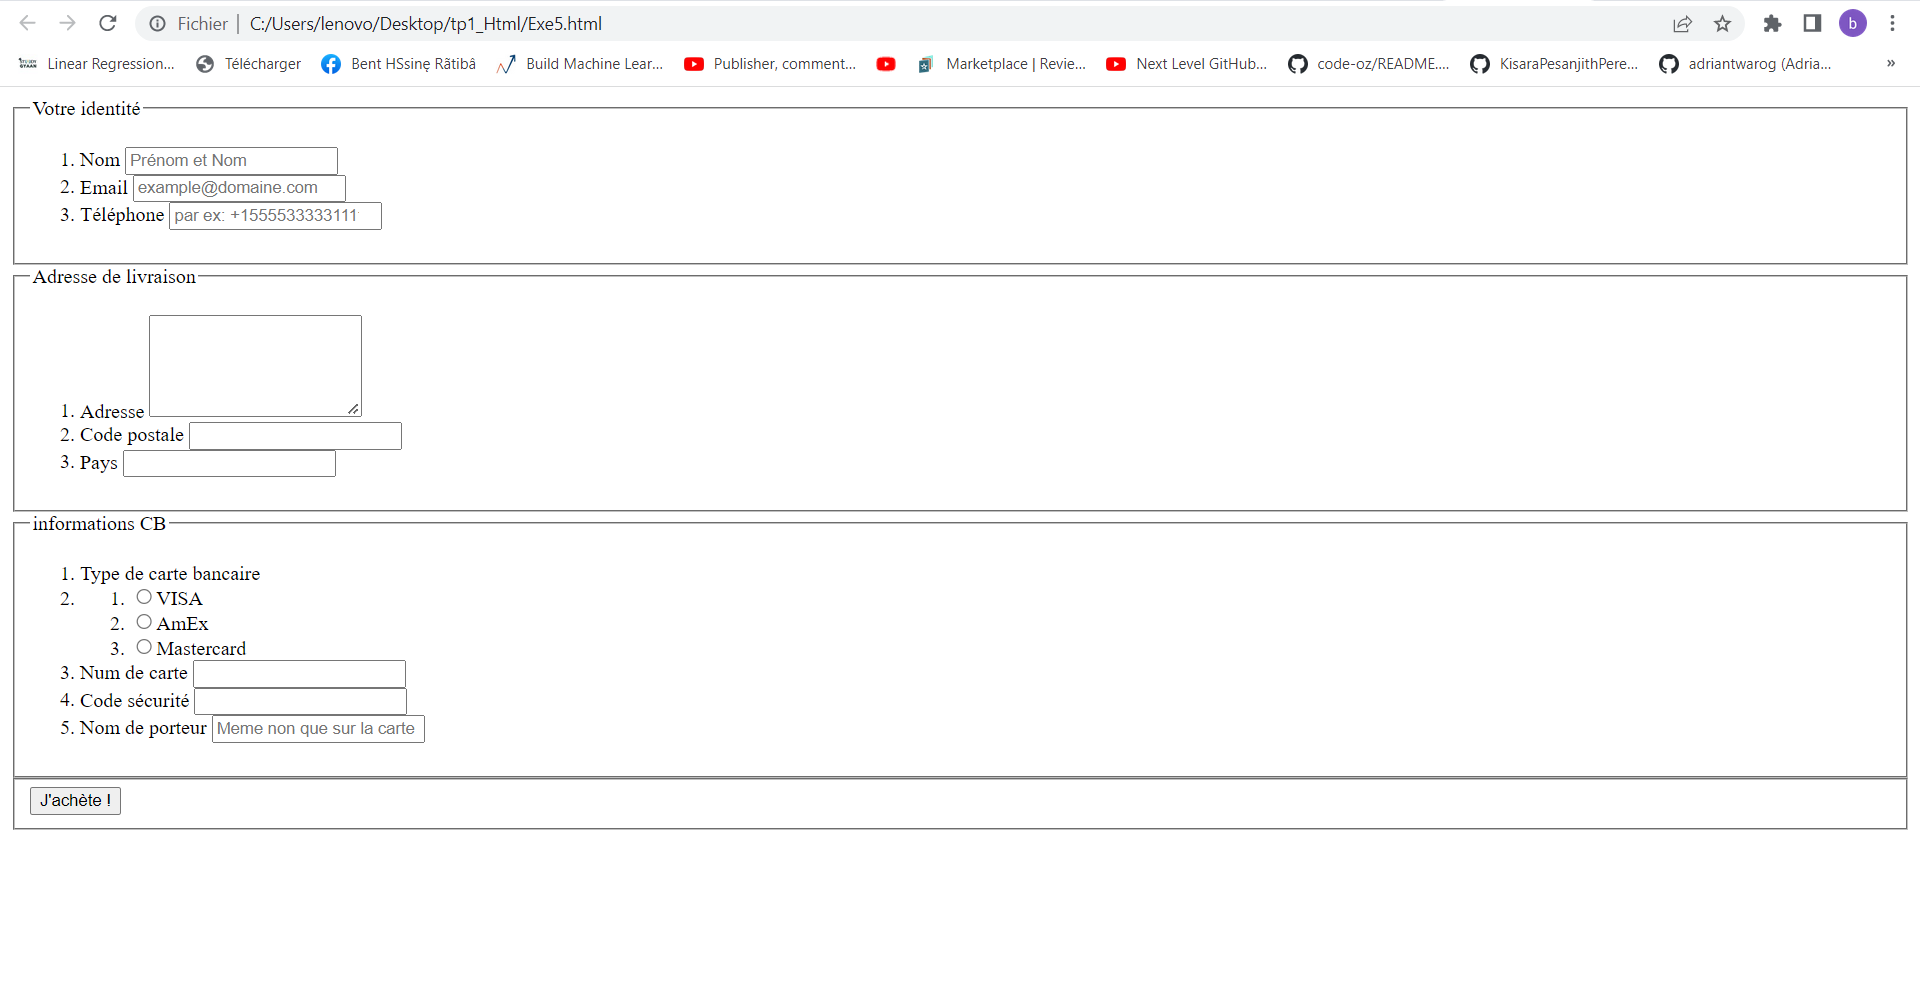 Fichier | C:/Users/lenovo/Desktop/tp1_Html/Exe5.html
b
Linear Regression... Télécharger Bent HSsinę Rãtibâ Build Machine Lear... Publisher, comment... Marketplace | Revie... Next Level GitHub... code-oz/README.... KisaraPesanjithPere... adriantwarog (Adria... »
Votre identité
1. Nom Prénom et Nom
2. Email example@domaine.com
3. Téléphone par ex: +1555533333111
Adresse de livraison
1. Adresse
2. Code postale
3. Pays
informations CB
1. Type de carte bancaire
2. 1. VISA
2. AmEx
3. Mastercard
3. Num de carte
4. Code sécurité
5. Nom de porteur Meme non que sur la carte
J'achète !